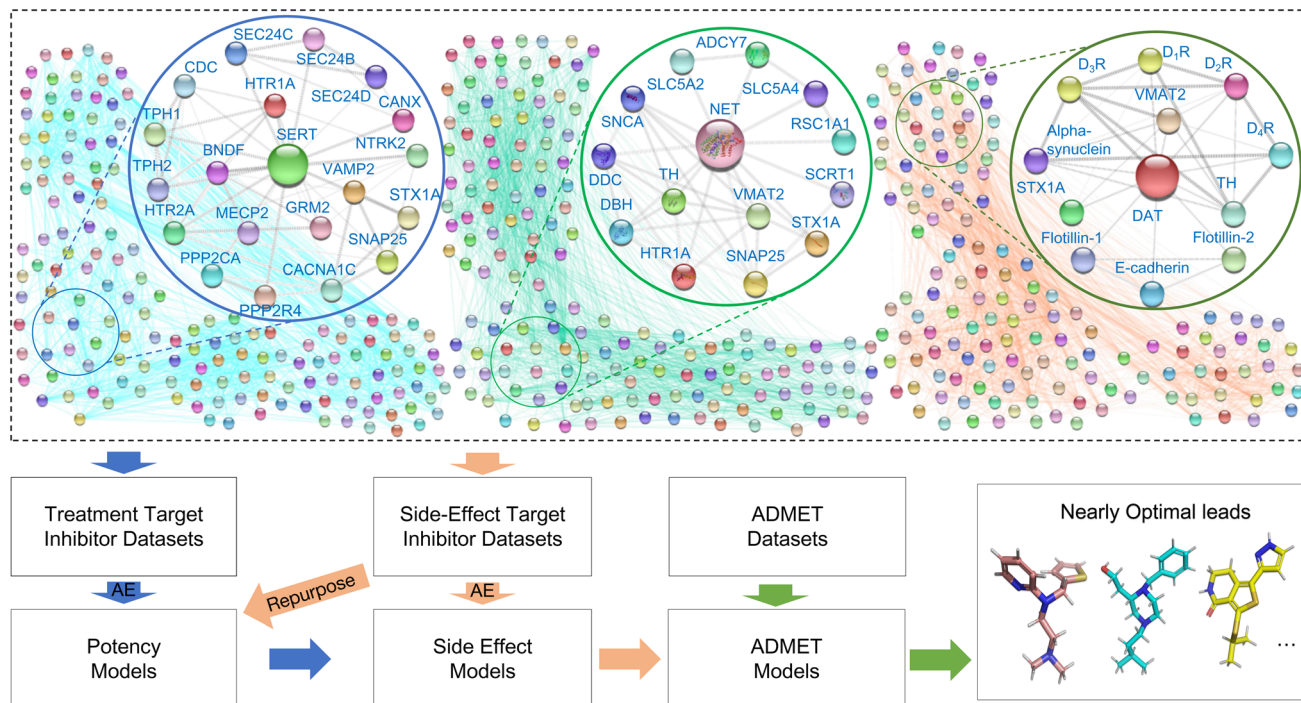 SEC24C
SEC24B
CDC
HTR1A
SEC24D
CANX
TPH1
SERT
NTRK2
TPH2
BNDF
VAMP2
STX1A
HTR2A
MECP2
GRM2
SNAP25
PPP2CA
CACNA1C
PPP2R4
ADCY7
SLC5A2
SLC5A4
NET
SNCA
RSC1A1
DDC
TH
SCRT1
DBH
VMAT2
STX1A
HTR1A
SNAP25
D1R
D3R
D2R
VMAT2
Alpha-
synuclein
D4R
STX1A
TH
DAT
Flotillin-1
Flotillin-2
E-cadherin
Treatment Target
Inhibitor Datasets
Side-Effect Target
Inhibitor Datasets
ADMET
Datasets
Nearly Optimal leads
AE
Repurpose
AE
Potency
Models
Side Effect
Models
ADMET
Models
...